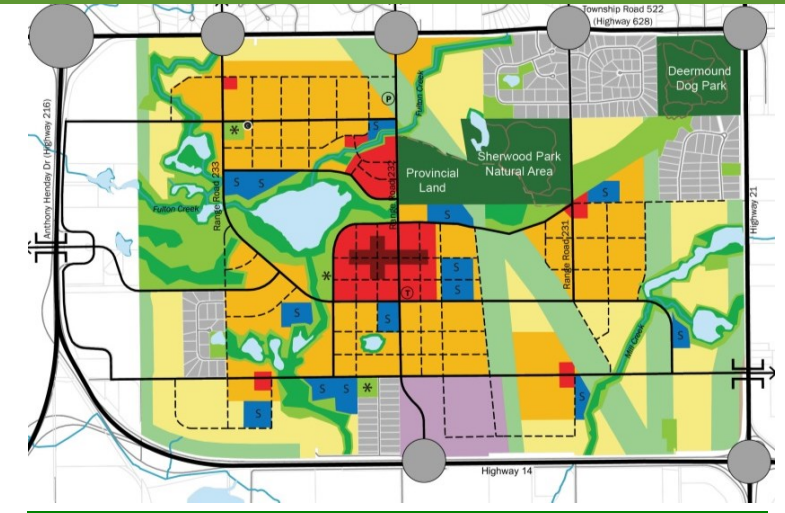 Township Road 522
(Highway 628)
Deermound
Dog Park
Anthony Henday Dr (Highway 216)
Fulton Creek
P
*
S
Range Road 232
Sherwood Park
Natural Area
Provincial
Land
Range Road 233
S
S
S
Fulton Creek
S
Highway 21
Range Road 231
*
S
S
T
S
S
Mill Creek
S
S
S
*
S
S
Highway 14